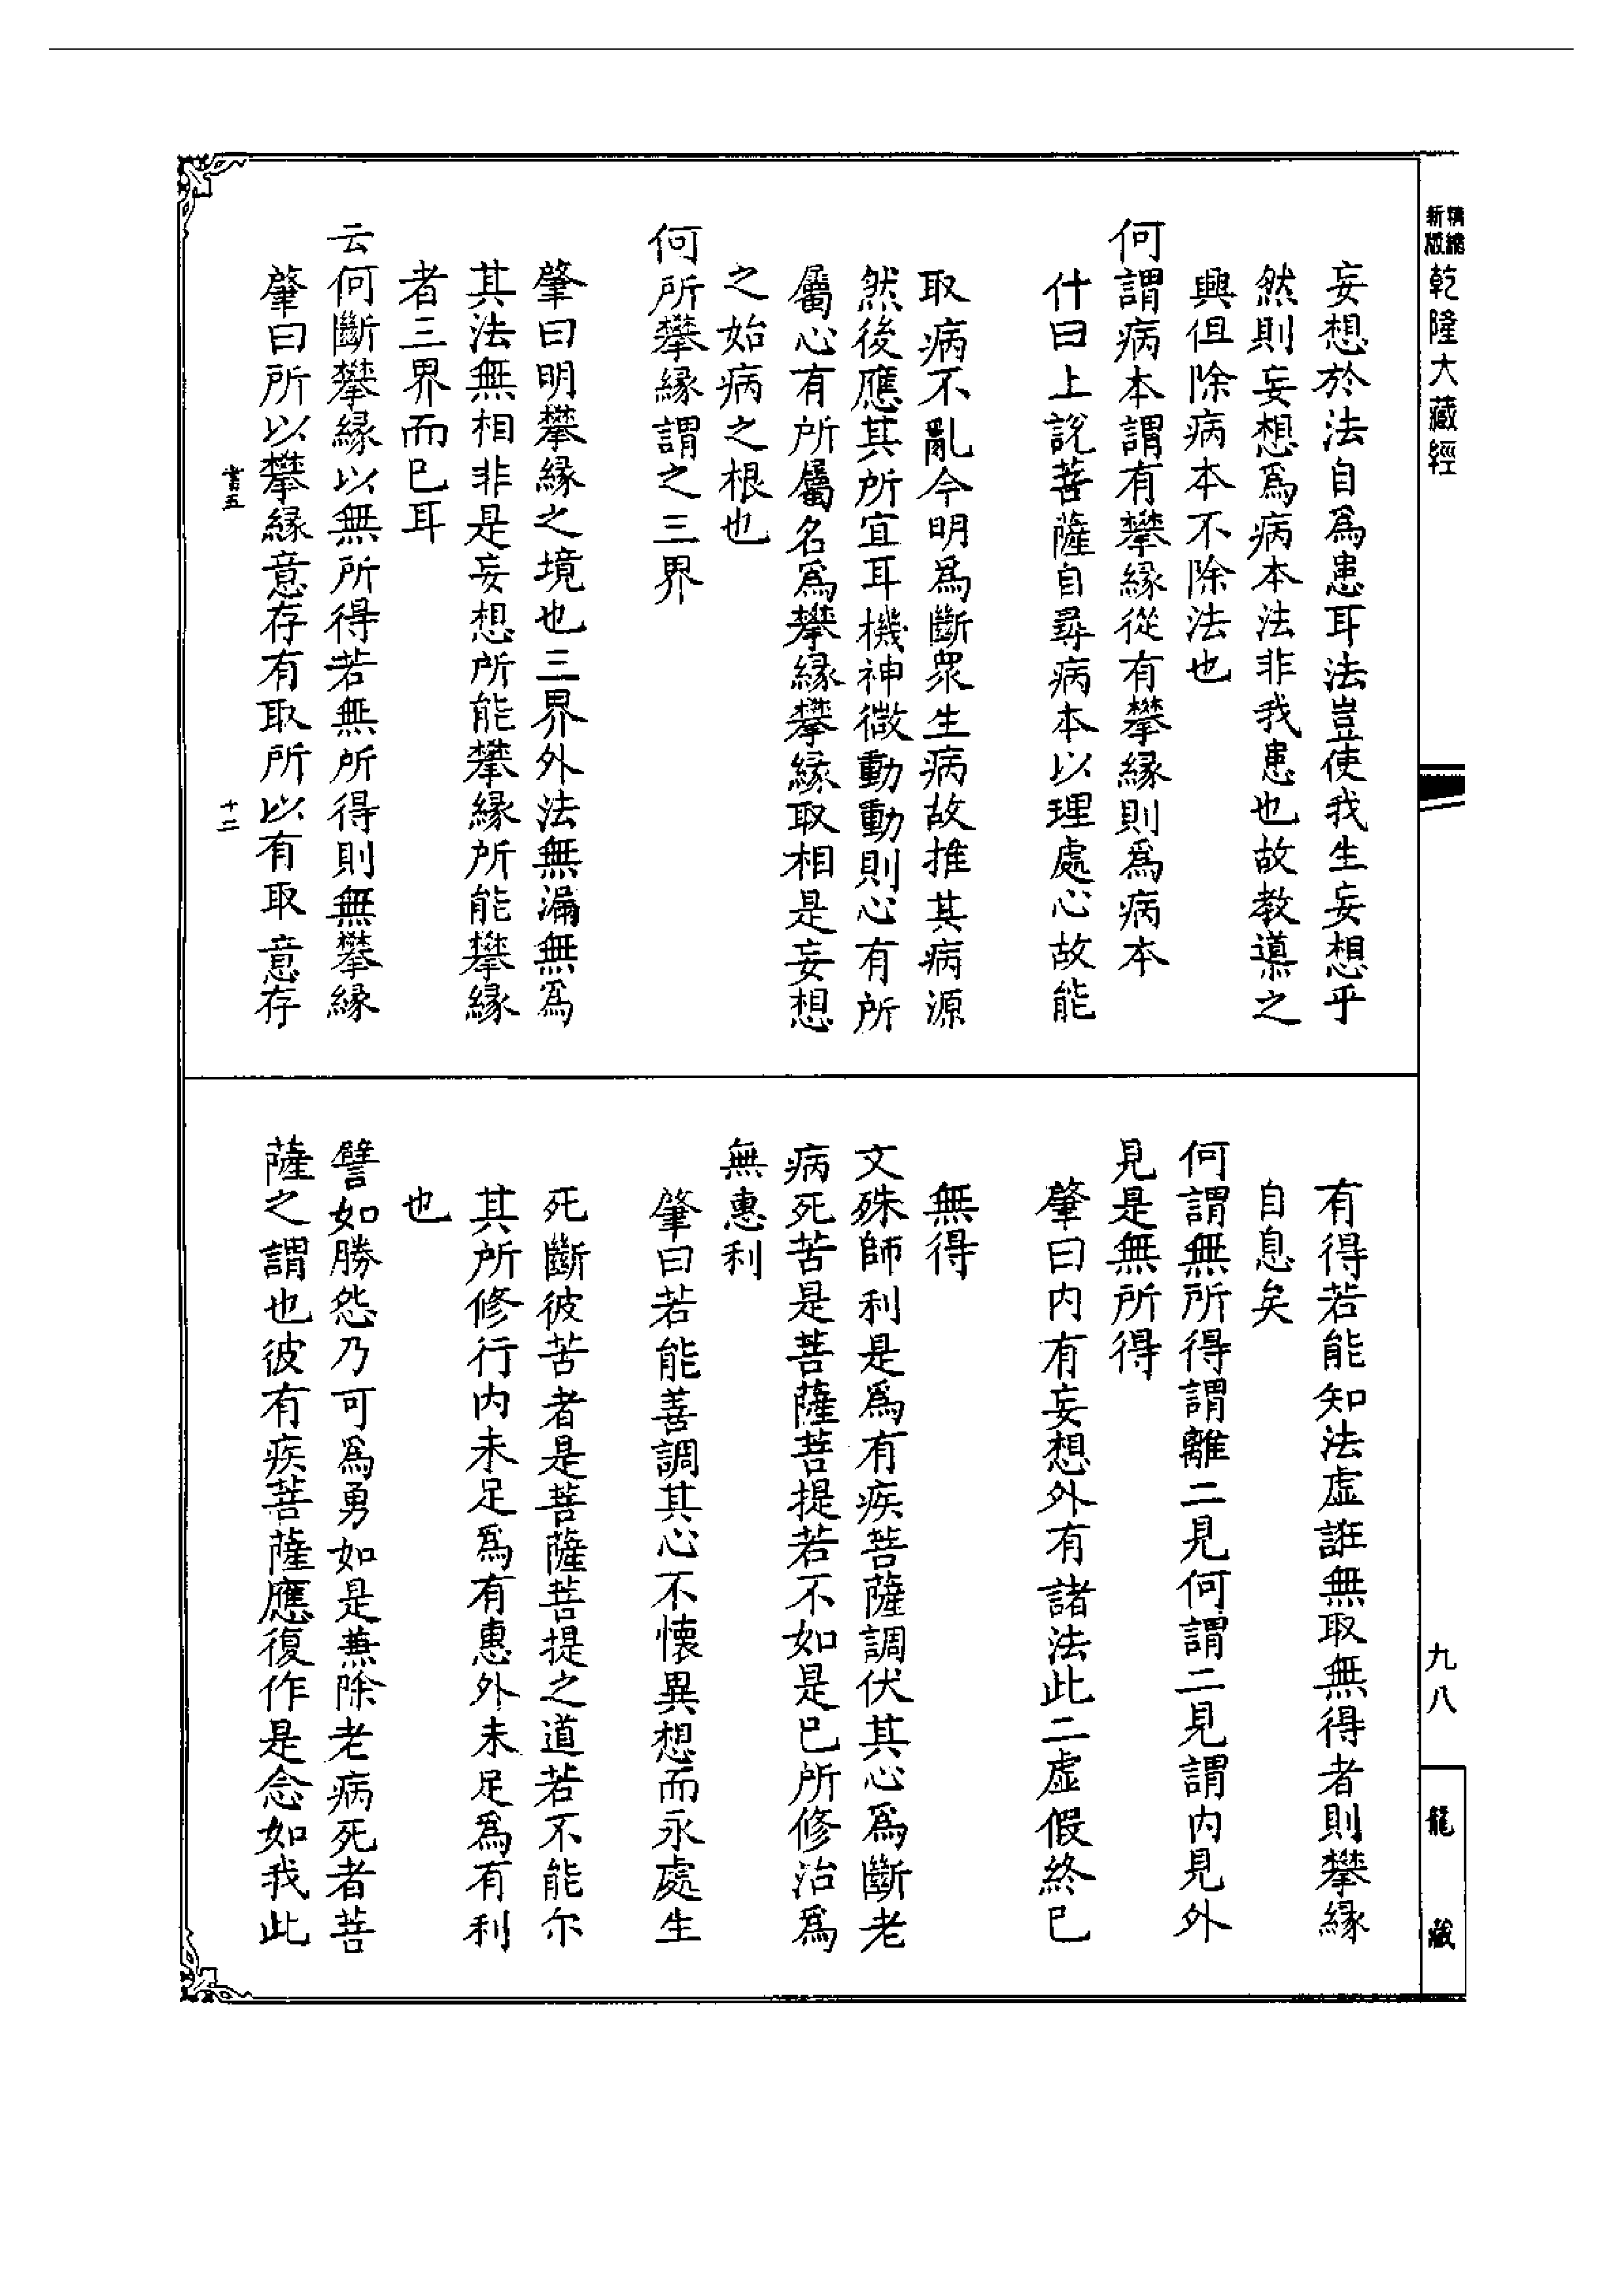 精縮
新版
乾隆大藏經
妄想於法自爲患耳法豈使我生妄想乎
然則妄想爲病本法非我患也故教導之
興但除病本不除法也
何謂病本謂有攀緣從有攀緣則爲病本
什曰上說菩薩自尋病本以理處心故能
取病不亂今明爲斷衆生病故推其病源
然後應其所宜耳機神微動動則心有所
屬心有所屬名爲攀緣攀緣取相是妄想
之始病之根也
何所攀緣謂之三界
肇曰明攀緣之境也三界外法無漏無爲
其法無相非是妄想所能攀緣所能攀緣
者三界而已耳
云何斷攀緣以無所得若無所得則無攀緣
肇曰所以攀緣意存有取所以有取意存
十二
有得若能知法虛誑無取無得者則攀緣
自息矣
何謂無所得謂離二見何謂二見謂內見外
見是無所得
肇曰內有妄想外有諸法此二虛假終已
無得
文殊師利是爲有疾菩薩調伏其心爲斷老
病死苦是菩薩菩提若不如是已所修治爲
無惠利
肇曰若能善調其心不懷異想而永處生
死斷彼苦者是菩薩菩提之道若不能尔
其所修行內未足爲有惠外未足爲有利
也
譬如勝怨乃可爲勇如是兼除老病死者菩
薩之謂也彼有疾菩薩應復作是念如我此
九八
龍藏